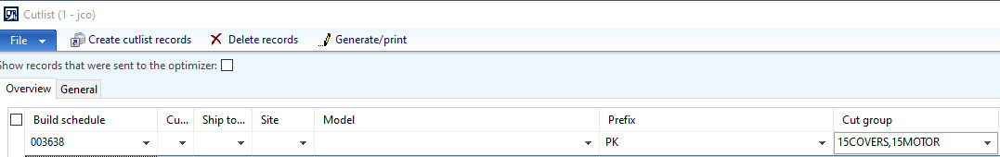 Cutlist (1 - jco)
File Create cutlist records Delete records Generate/print
Show records that were sent to the optimizer:
Overview General
Build schedule Cu... Ship to... Site Model Prefix Cut group
003638 PK 15COVERS,15MOTOR